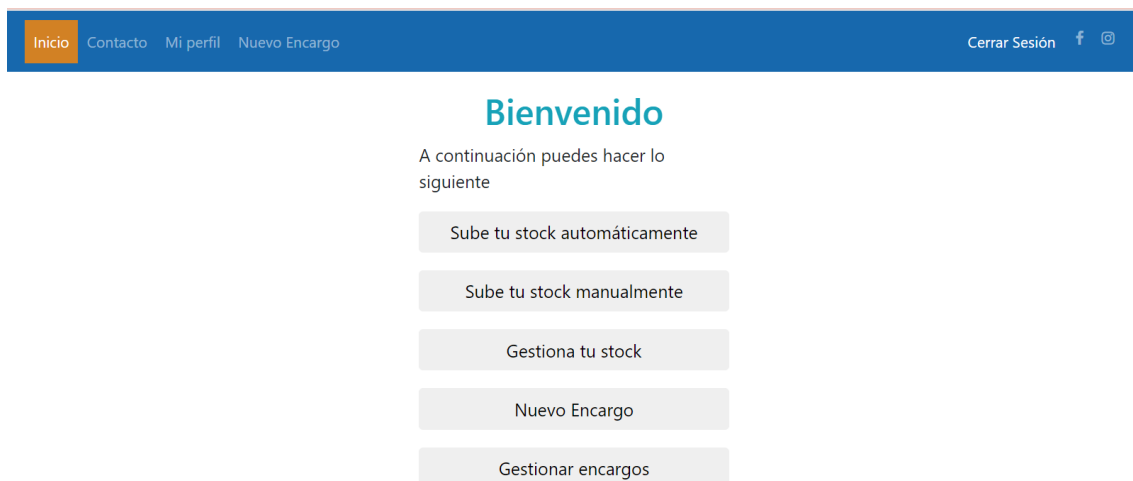 Inicio Contacto Mi perfil Nuevo Encargo Cerrar Sesión
Bienvenido
A continuación puedes hacer lo
siguiente
Sube tu stock automáticamente
Sube tu stock manualmente
Gestiona tu stock
Nuevo Encargo
Gestionar encargos